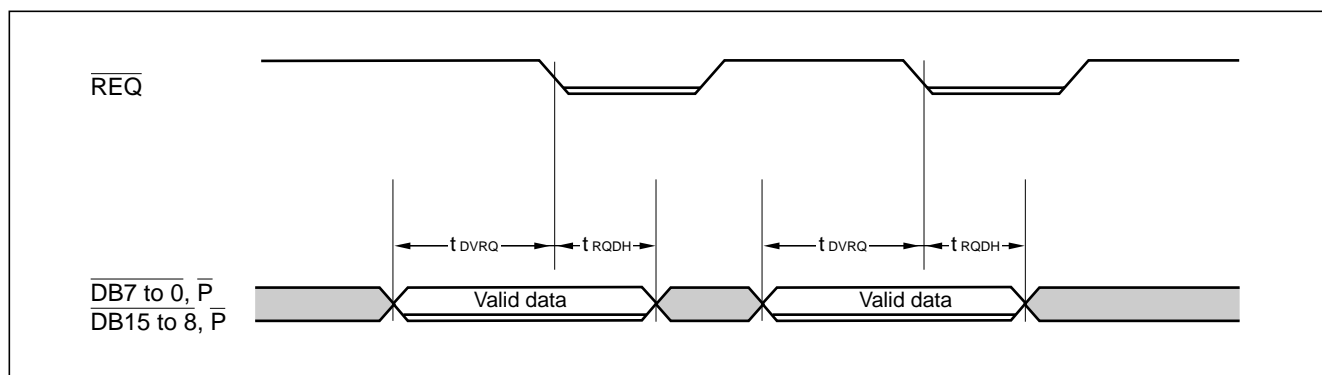 REQ
t DVRQ t RQDH t DVRQ t RQDH
DB7 to 0, P Valid data Valid data
DB15 to 8, P